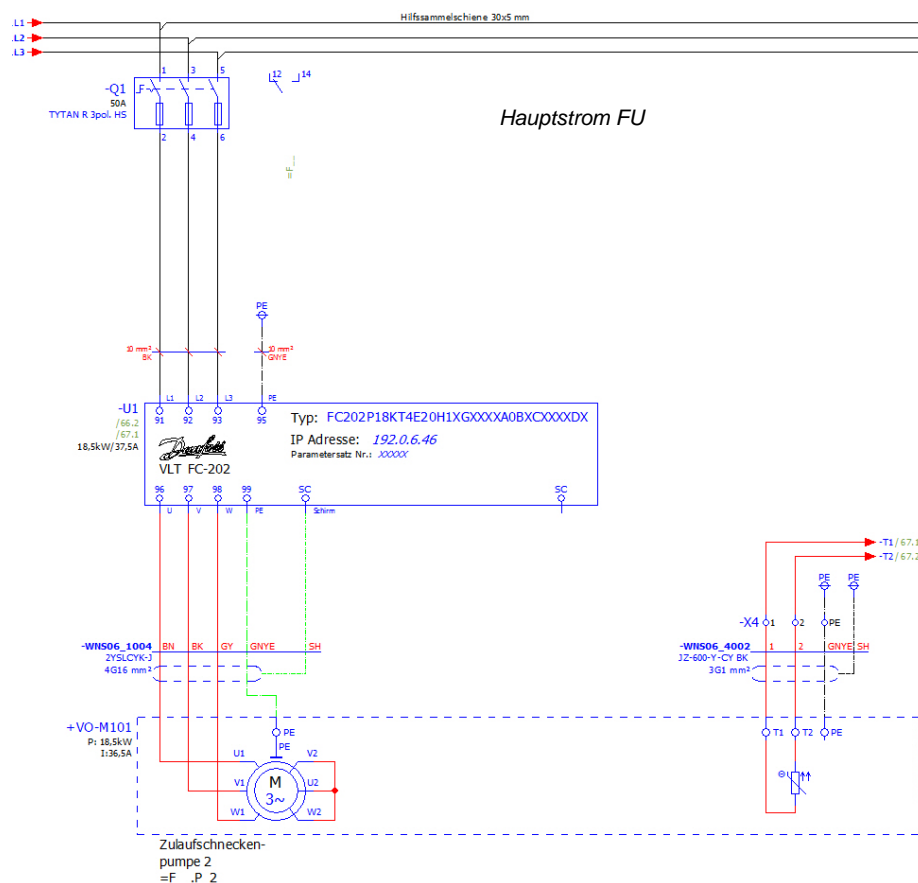 .L1
Hilfssammelschiene 30x5 mm
.L2
.L3
1 3 5
12 14
-Q1
50A
TYTAN R 3pol. HS
2 4 6
Hauptstrom FU
=F_
PE
10 mm²
BK
10 mm²
GNYE
L1 L2 L3 PE
-U1
91 92 93 95
/66.2
/67.1
18,5kW/37,5A
Typ: FC202P18KT4E20H1XGXXXXA0BXCXXXXDX
IP Adresse: 192.0.6.46
Parametersatz Nr.: XXXXX
Danfoss
VLT FC-202
96 97 98 99 SC SC
U V W PE Schirm
-T1/67.1
-T2/67.2
PE PE
-X4 1 2 PE
-WNS06_1004 BN BK GY GNYE SH
2YSLCYK-J
4G16 mm²
-WNS06_4002 1 2 GNYE SH
JZ-600-Y-CY BK
3G1 mm²
+VO-M101
P: 18,5kW
I:36,5A
PE
PE
T1 T2 PE
U1 V2
V1 M U2
3~
W1 W2
Zulaufschnecken-
pumpe 2
=F .P 2